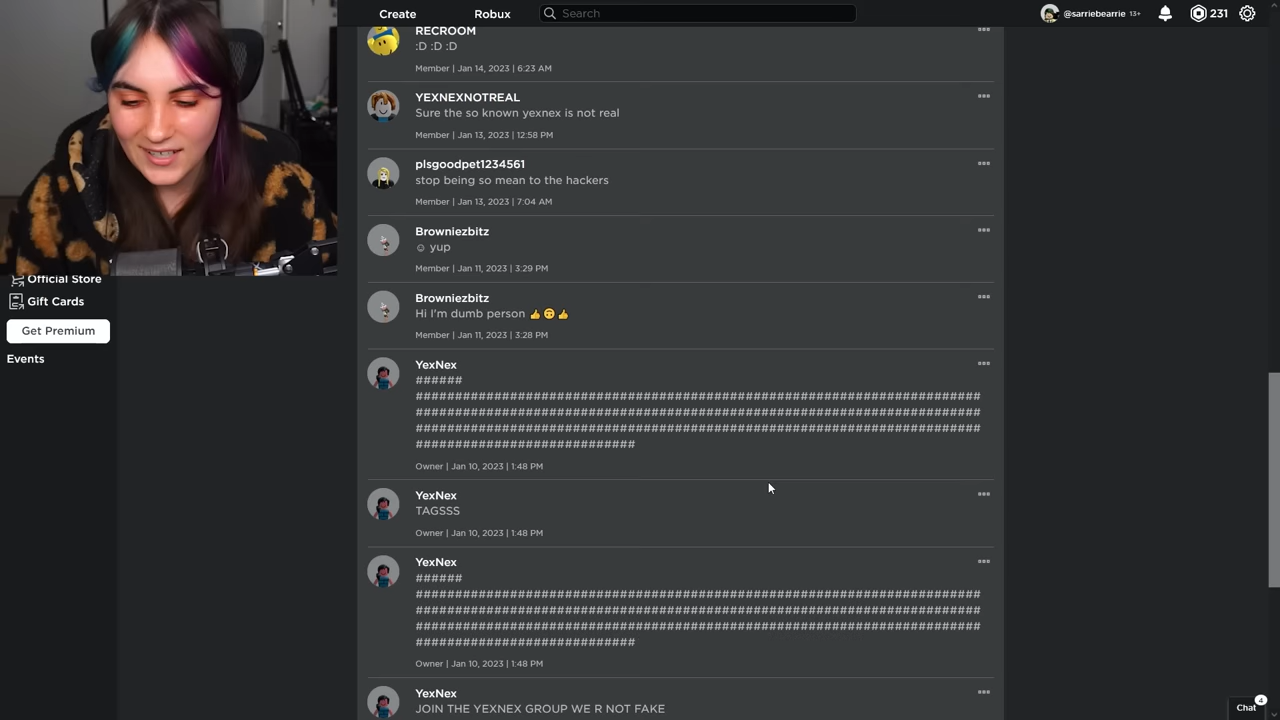 Create
Robux
Search
@sarriebearrie 13+
231
Official Store
Gift Cards
Get Premium
Events
RECROOM
:D :D :D
Member | Jan 14, 2023 | 6:23 AM
YEXNEXNOTREAL
Sure the so known yexnex is not real
Member | Jan 13, 2023 | 12:58 PM
plsgoodpet1234561
stop being so mean to the hackers
Member | Jan 13, 2023 | 7:04 AM
Browniezbitz
☺ yup
Member | Jan 11, 2023 | 3:29 PM
Browniezbitz
Hi I'm dumb person 👍🙃👍
Member | Jan 11, 2023 | 3:28 PM
YexNex
######
########################################################################
########################################################################
########################################################################
############################
Owner | Jan 10, 2023 | 1:48 PM
YexNex
TAGSSS
Owner | Jan 10, 2023 | 1:48 PM
YexNex
######
########################################################################
########################################################################
########################################################################
############################
Owner | Jan 10, 2023 | 1:48 PM
YexNex
JOIN THE YEXNEX GROUP WE R NOT FAKE
Chat
4